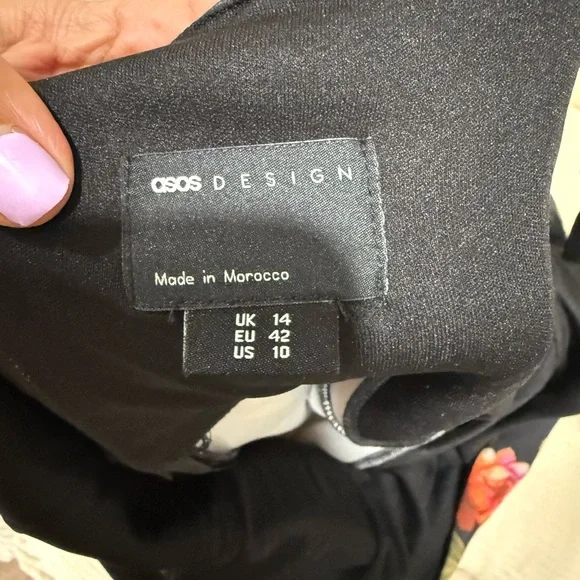 asos DESIGN
Made in Morocco
UK 14
EU 42
US 10